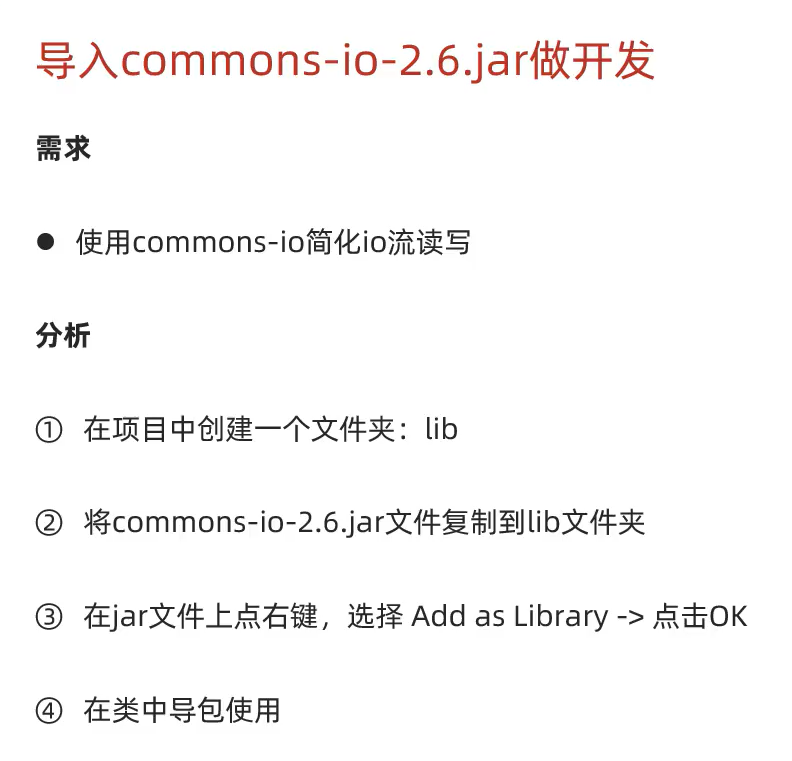 导入commons-io-2.6.jar做开发
需求
● 使用commons-io简化io流读写
分析
① 在项目中创建一个文件夹：lib
② 将commons-io-2.6.jar文件复制到lib文件夹
③ 在jar文件上点右键，选择 Add as Library -> 点击OK
④ 在类中导包使用